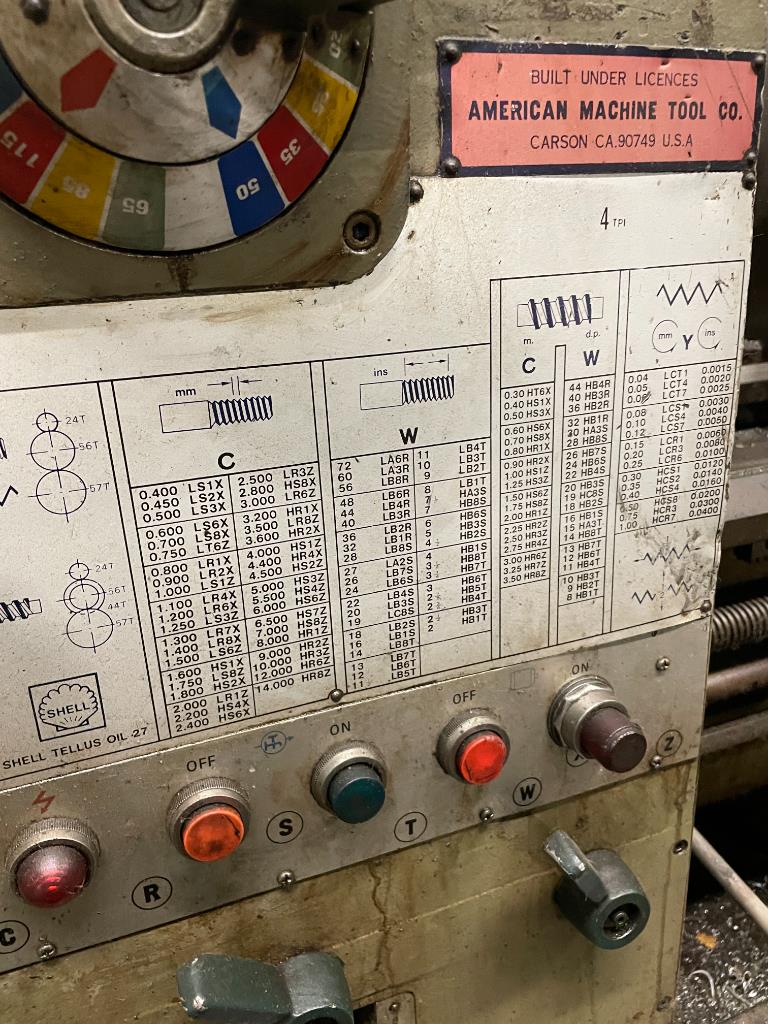 BUILT UNDER LICENCES
AMERICAN MACHINE TOOL CO.
CARSON CA.90749 U.S.A
115
85
65
50
35
20
4 TPI
24T
56T
57T
24T
56T
44T
57T
SHELL
SHELL TELLUS OIL 27
mm
C
0.400 LS1X 2.500 LR3Z
0.450 LS2X 2.800 HS8X
0.500 LS3X 3.000 LR6Z
0.600 LS6X 3.200 HR1X
0.700 LS8X 3.500 LR8Z
0.750 LT6Z 3.600 HR2X
0.800 LR1X 4.000 HS1Z
0.900 LR2X 4.400 HR4X
1.000 LS1Z 4.500 HS2Z
1.100 LR4X 5.000 HS3Z
1.200 LR6X 5.500 HS4Z
1.250 LS3Z 6.000 HS6Z
1.300 LR7X 6.500 HS7Z
1.400 LR8X 7.000 HS8Z
1.500 LS6Z 8.000 HR1Z
1.600 HS1X 9.000 HR2Z
1.750 LS8Z 10.000 HR3Z
1.800 HS2X 12.000 HR6Z
2.000 LR1Z 14.000 HR8Z
2.200 HS4X
2.400 HS6X
ins
W
72 LA6R 11 LB4T
60 LA3R 10 LB3T
56 LB8R 9 LB2T
48 LB6R 8 LB1T
44 LB4R HA3S
40 LB3R 7 HB8S
36 LB2R 6 HB6S
32 LB1R 5 HB3S
28 LB8S HB2S
27 LA2S 4 HB1S
26 LB7S HB8T
24 LB6S HB7T
22 LB4S 3 HB6T
20 LB3S HB5T
19 LC8S HB4T
18 LB2S HB3T
16 LB1S 2 HB1T
14 LB8T
13 LB7T
12 LB6T
11 LB5T
m. d.p.
C W
0.30 HT6X 44 HB4R
0.40 HS1X 40 HB3R
0.50 HS3X 36 HB2R
0.60 HS6X 32 HB1R
0.70 HS8X 30 HA3S
0.80 HR1X 28 HB8S
0.90 HR2X 26 HB7S
1.00 HS1Z 24 HB6S
1.25 HS3Z 22 HB4S
1.50 HS6Z 20 HB3S
1.75 HS8Z 19 HC8S
2.00 HR1Z 18 HB2S
2.25 HR2Z 16 HB1S
2.50 HR3Z 15 HA3T
2.75 HR4Z 14 HB8T
3.00 HR6Z 13 HB7T
3.25 HR7Z 12 HB6T
3.50 HR8Z 11 HB4T
10 HB3T
9 HB2T
8 HB1T
mm Y ins
0.04 LCT1 0.0015
0.05 LCT4 0.0020
LCT7 0.0025
0.08 LCS1 0.0030
0.10 LCS4 0.0040
0.12 LCS7 0.0050
0.15 LCR1 0.0060
0.20 LCR3 0.0080
0.25 LCR6 0.0100
0.30 HCS1 0.0120
0.35 HCS2 0.0140
0.40 HCS4 0.0160
HCS8 0.0200
0.75 HCR3 0.0300
1.00 HCR7 0.0400
OFF
ON
OFF
ON
C
R
S
T
W
Z